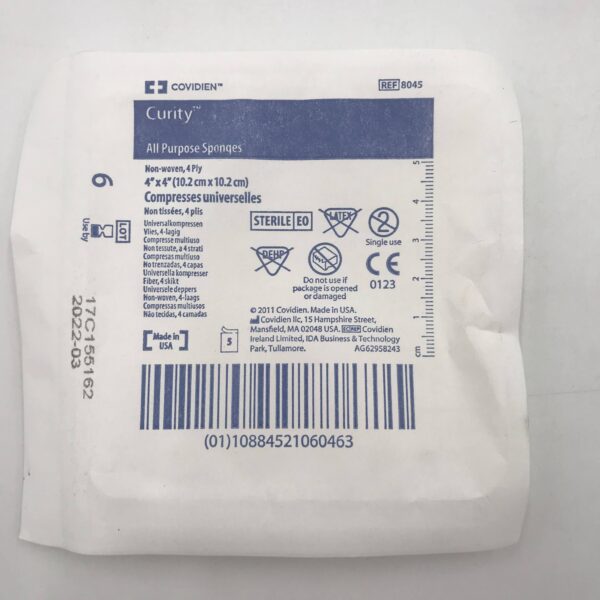 COVIDIEN™
REF 8045
Curity™
All Purpose Sponges
Non-woven, 4 Ply
4" x 4" (10.2 cm x 10.2 cm)
Compresses universelles
Non tissées, 4 plis
Universalkompressen
Vlies, 4-lagig
Compresse multiuso
Non tessute, a 4 strati
Compresas multiuso
No trenzadas, 4 capas
Universella kompresser
Fiber, 4 skikt
Universele deppers
Non-woven, 4-laags
Compressas multiusos
Não tecidas, 4 camadas
STERILE EO
LATEX
2
Single use
DEHP
Do not use if
package is opened
or damaged
CE
0123
5
4
3
2
1
cm
© 2011 Covidien. Made in USA.
Covidien llc, 15 Hampshire Street,
Mansfield, MA 02048 USA. EC REP Covidien
Ireland Limited, IDA Business & Technology
Park, Tullamore. AG62958243
Made in
USA
5
(01)10884521060463
6
LOT
Use by
17C155162
2022-03